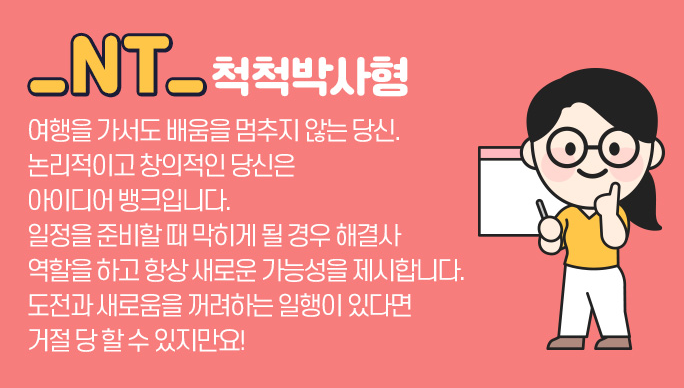 _NT_ 척척박사형
여행을 가서도 배움을 멈추지 않는 당신.
논리적이고 창의적인 당신은
아이디어 뱅크입니다.
일정을 준비할 때 막히게 될 경우 해결사
역할을 하고 항상 새로운 가능성을 제시합니다.
도전과 새로움을 꺼려하는 일행이 있다면
거절 당 할 수 있지만요!